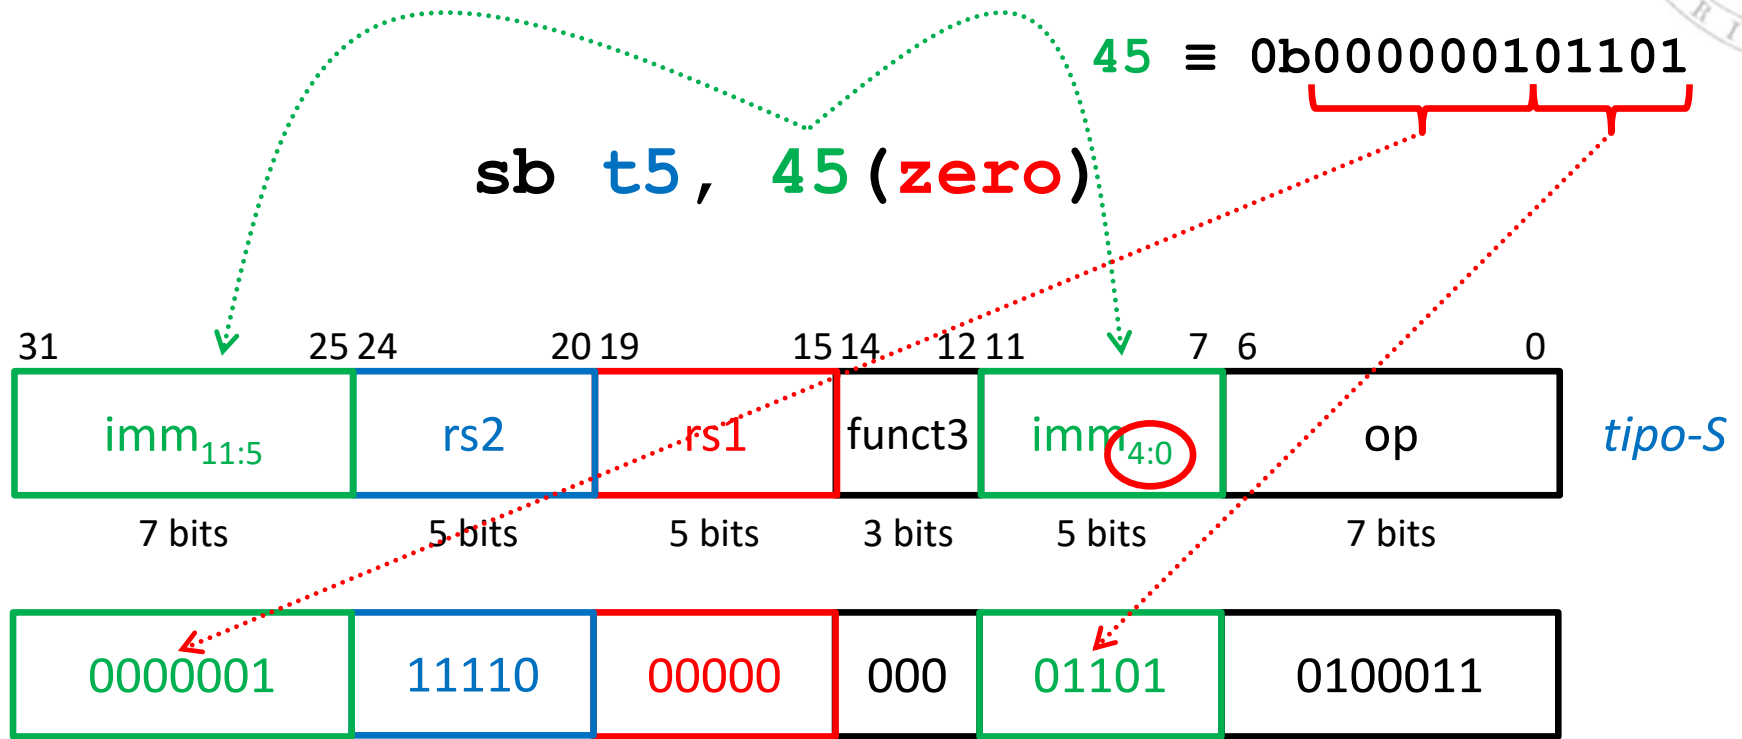 45 ≡ 0b000000101101
sb t5, 45(zero)
31 25 24 20 19 15 14 12 11 7 6 0
imm11:5 rs2 rs1 funct3 imm4:0 op tipo-S
7 bits 5 bits 5 bits 3 bits 5 bits 7 bits
0000001 11110 00000 000 01101 0100011